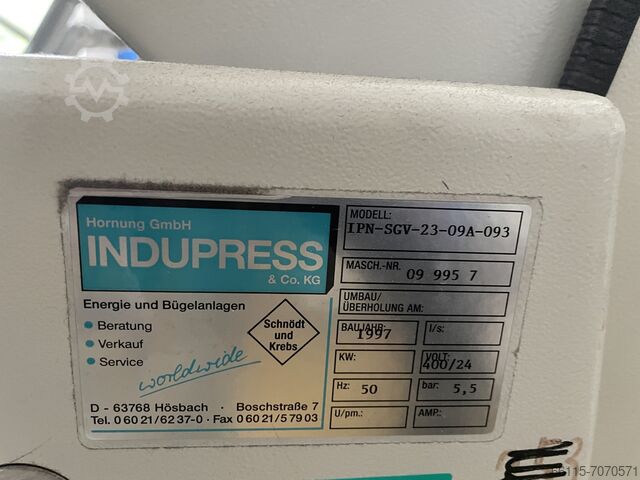 Hornung GmbH
INDUPRESS
& Co. KG
Energie und Bügelanlagen
• Beratung
• Verkauf
• Service
worldwide
Schnödt
und
Krebs
D - 63768 Hösbach • Boschstraße 7
Tel. 0 60 21/62 37-0 · Fax 0 60 21/5 79 03
MODELL:
IPN-SGV-23-09A-093
MASCH.-NR.
09 995 7
UMBAU/
ÜBERHOLUNG AM:
BAUJAHR: 1997
l/s:
KW:
VOLT: 400/24
Hz: 50
bar: 5,5
U/pm.:
AMP.: